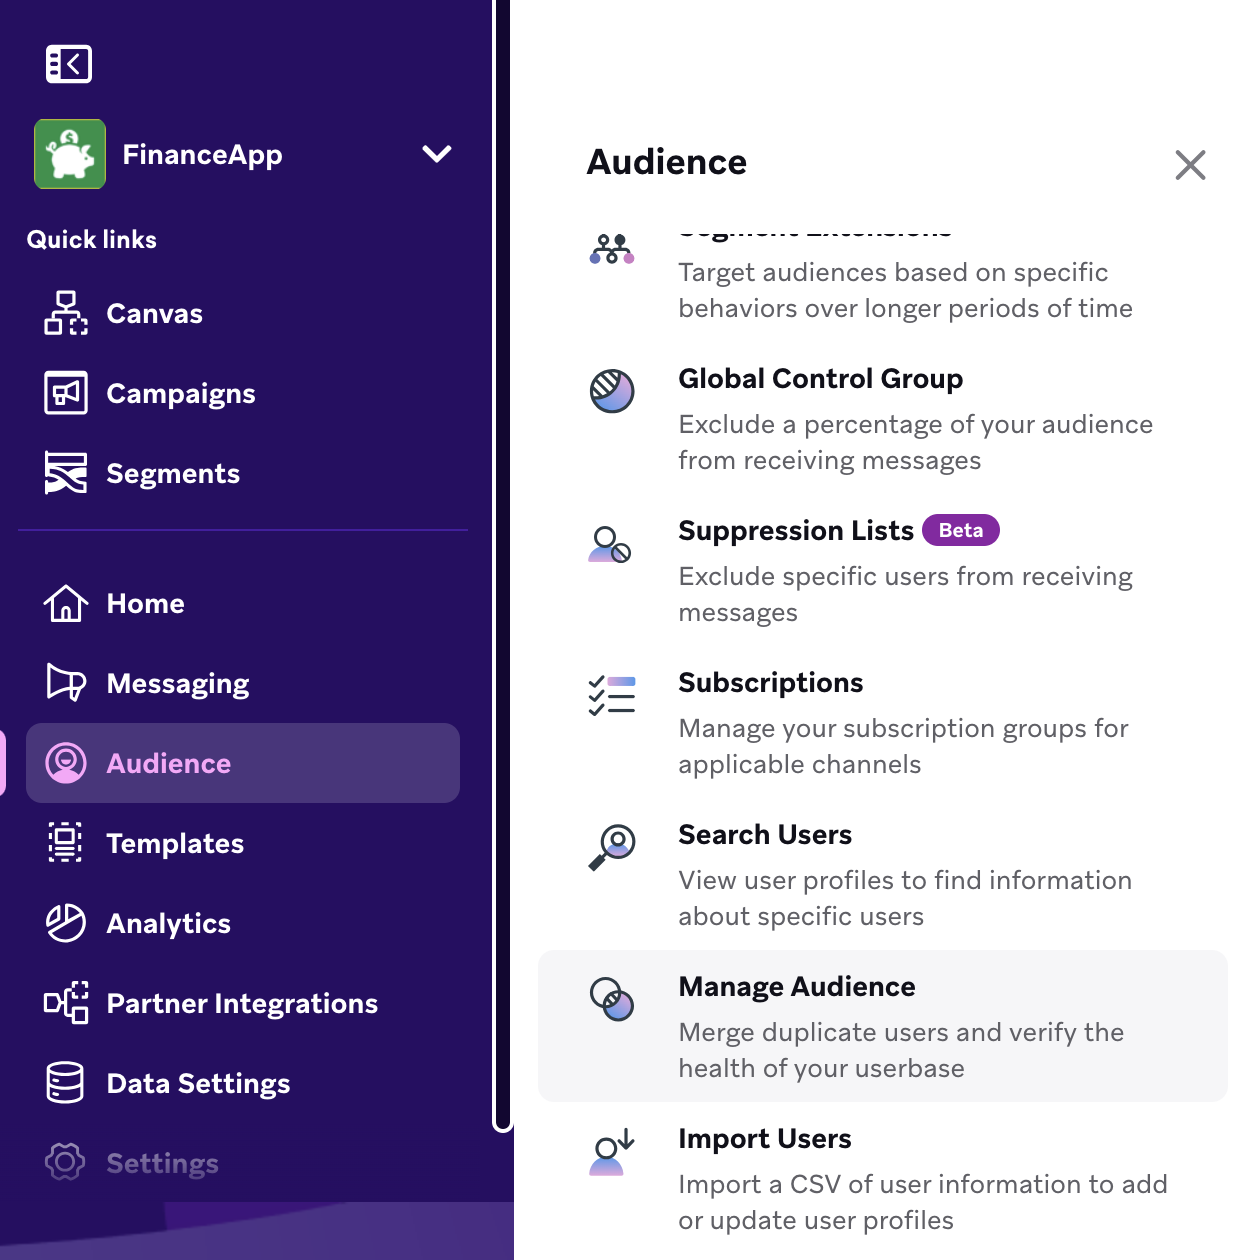 FinanceApp
Quick links
Canvas
Campaigns
Segments
Home
Messaging
Audience
Templates
Analytics
Partner Integrations
Data Settings
Settings
Audience
Segment Extensions
Target audiences based on specific
behaviors over longer periods of time
Global Control Group
Exclude a percentage of your audience
from receiving messages
Suppression Lists Beta
Exclude specific users from receiving
messages
Subscriptions
Manage your subscription groups for
applicable channels
Search Users
View user profiles to find information
about specific users
Manage Audience
Merge duplicate users and verify the
health of your userbase
Import Users
Import a CSV of user information to add
or update user profiles